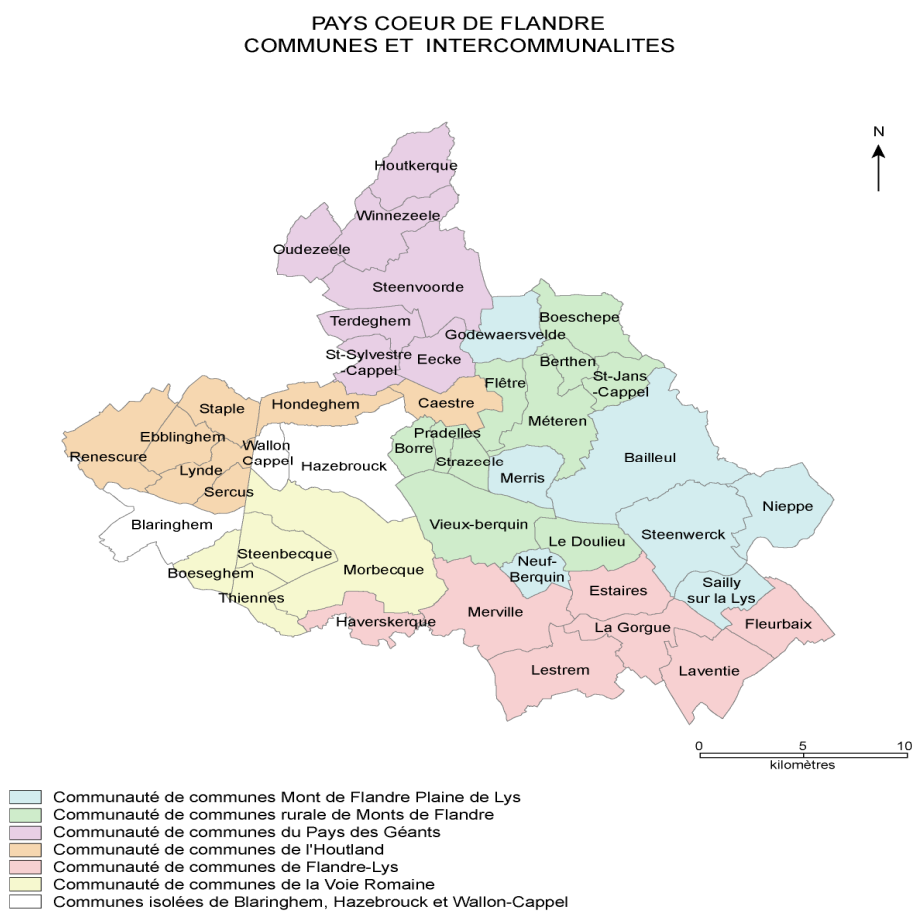 PAYS COEUR DE FLANDRE
COMMUNES ET INTERCOMMUNALITES
N
Houtkerque
Winnezeele
Oudezeele
Steenvoorde
Terdeghem
Boeschepe
Godewaersvelde
St-Sylvestre
-Cappel
Eecke
Berthen
St-Jans
-Cappel
Flêtre
Hondeghem
Caestre
Staple
Méteren
Ebblinghem
Pradelles
Borre
Wallon
Cappel
Renescure
Hazebrouck
Strazeele
Bailleul
Lynde
Merris
Sercus
Nieppe
Blaringhem
Vieux-berquin
Steenwerck
Le Doulieu
Steenbecque
Neuf-
Berquin
Boeseghem
Morbecque
Sailly
sur la Lys
Estaires
Thiennes
Merville
Haverskerque
La Gorgue
Fleurbaix
Lestrem
Laventie
0 5 10
kilomètres
Communauté de communes Mont de Flandre Plaine de Lys
Communauté de communes rurale de Monts de Flandre
Communauté de communes du Pays des Géants
Communauté de communes de l'Houtland
Communauté de communes de Flandre-Lys
Communauté de communes de la Voie Romaine
Communes isolées de Blaringhem, Hazebrouck et Wallon-Cappel